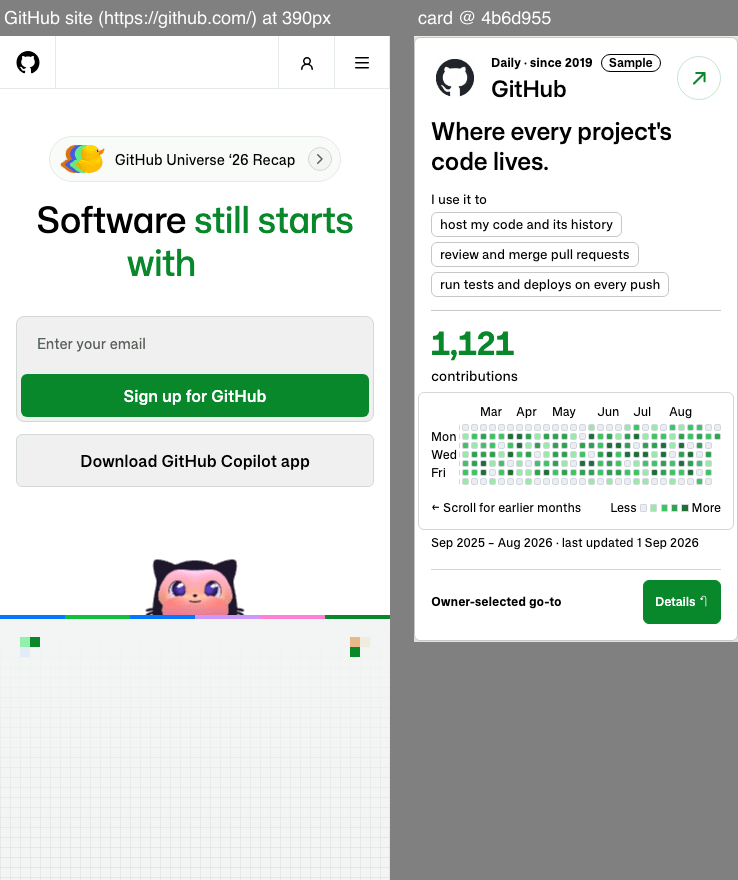 GitHub site (https://github.com/) at 390px
GitHub Universe ‘26 Recap
Software still starts
with
Enter your email
Sign up for GitHub
Download GitHub Copilot app
card @ 4b6d955
Daily · since 2019 Sample
GitHub
Where every project's
code lives.
I use it to
host my code and its history
review and merge pull requests
run tests and deploys on every push
1,121
contributions
Mar Apr May Jun Jul Aug
Mon
Wed
Fri
← Scroll for earlier months Less More
Sep 2025 – Aug 2026 · last updated 1 Sep 2026
Owner-selected go-to Details